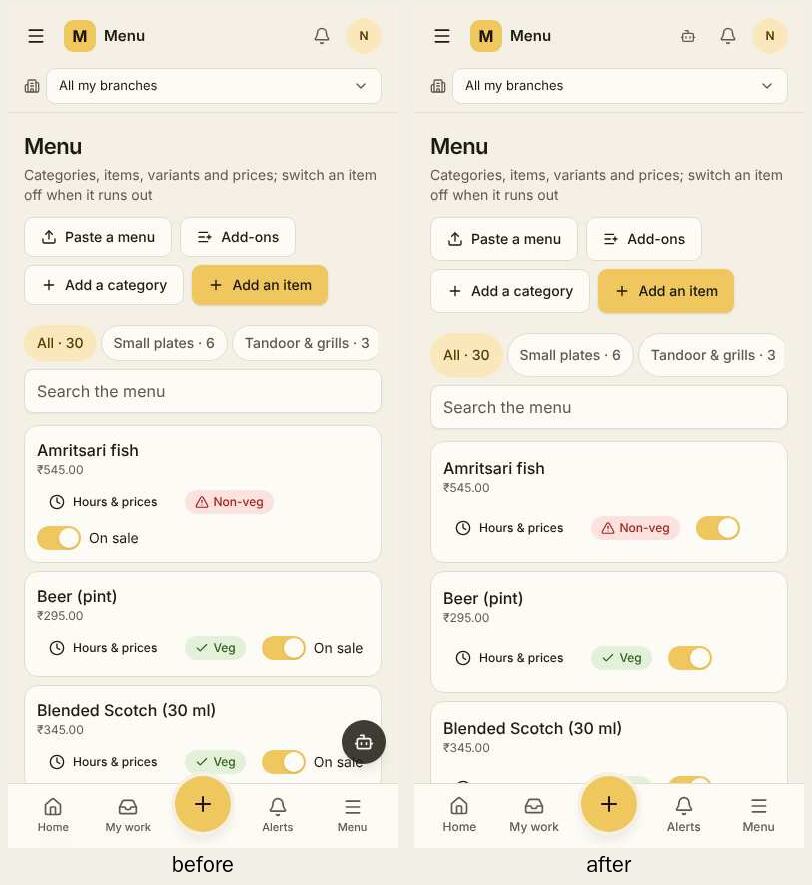 M Menu N
All my branches
Menu
Categories, items, variants and prices; switch an item
off when it runs out
Paste a menu Add-ons
Add a category Add an item
All · 30 Small plates · 6 Tandoor & grills · 3
Search the menu
Amritsari fish
₹545.00
Hours & prices Non-veg
On sale
Beer (pint)
₹295.00
Hours & prices Veg On sale
Blended Scotch (30 ml)
₹345.00
Hours & prices Veg On sale
Home My work Alerts Menu
before
M Menu N
All my branches
Menu
Categories, items, variants and prices; switch an item
off when it runs out
Paste a menu Add-ons
Add a category Add an item
All · 30 Small plates · 6 Tandoor & grills · 3
Search the menu
Amritsari fish
₹545.00
Hours & prices Non-veg
Beer (pint)
₹295.00
Hours & prices Veg
Blended Scotch (30 ml)
₹345.00
Home My work Alerts Menu
after